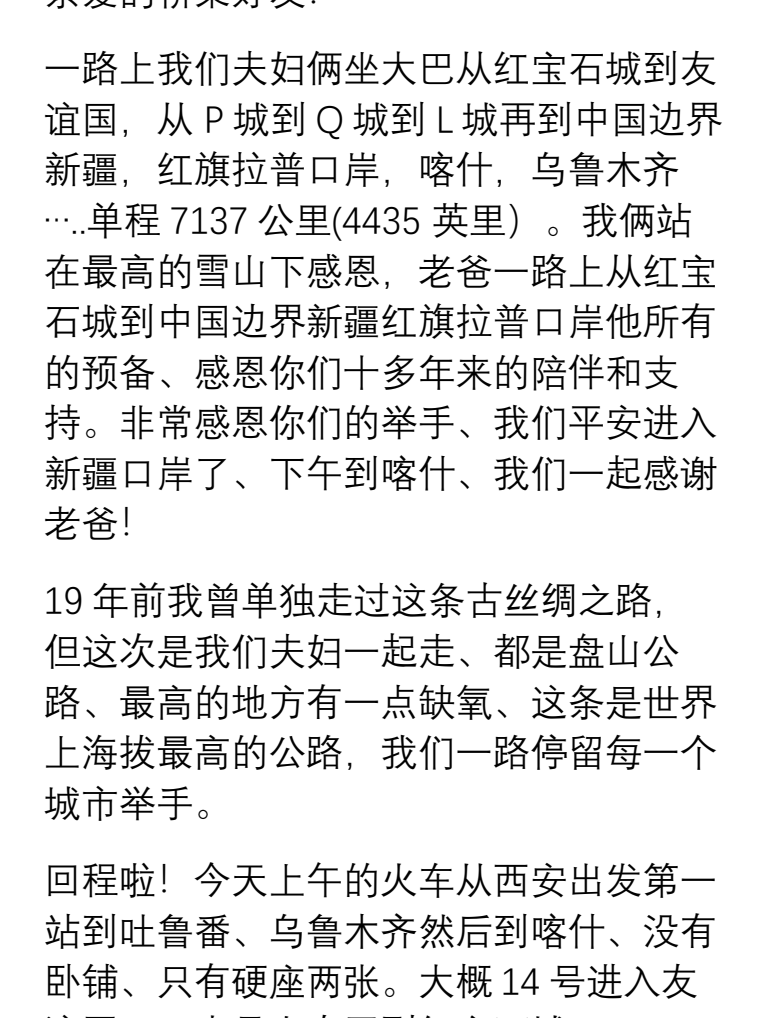 一路上我们夫妇俩坐大巴从红宝石城到友
谊国，从 P 城到 Q 城到 L 城再到中国边界
新疆，红旗拉普口岸，喀什，乌鲁木齐
…..单程 7137 公里(4435 英里）。我俩站
在最高的雪山下感恩，老爸一路上从红宝
石城到中国边界新疆红旗拉普口岸他所有
的预备、感恩你们十多年来的陪伴和支
持。非常感恩你们的举手、我们平安进入
新疆口岸了、下午到喀什、我们一起感谢
老爸！
19 年前我曾单独走过这条古丝绸之路，
但这次是我们夫妇一起走、都是盘山公
路、最高的地方有一点缺氧、这条是世界
上海拔最高的公路，我们一路停留每一个
城市举手。
回程啦！今天上午的火车从西安出发第一
站到吐鲁番、乌鲁木齐然后到喀什、没有
卧铺、只有硬座两张。大概 14 号进入友